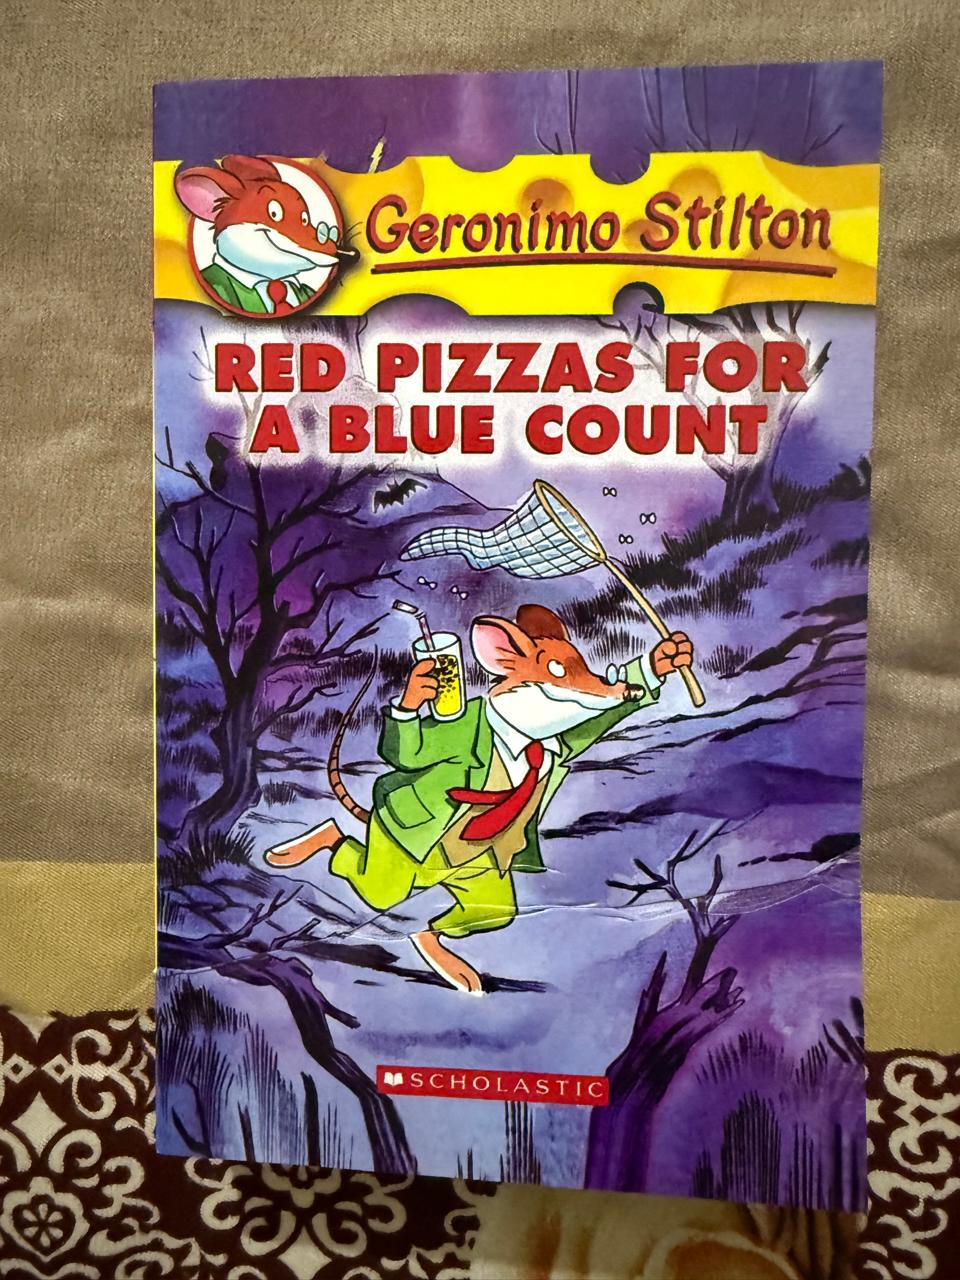 Geronimo Stilton
RED PIZZAS FOR
A BLUE COUNT
SCHOLASTIC